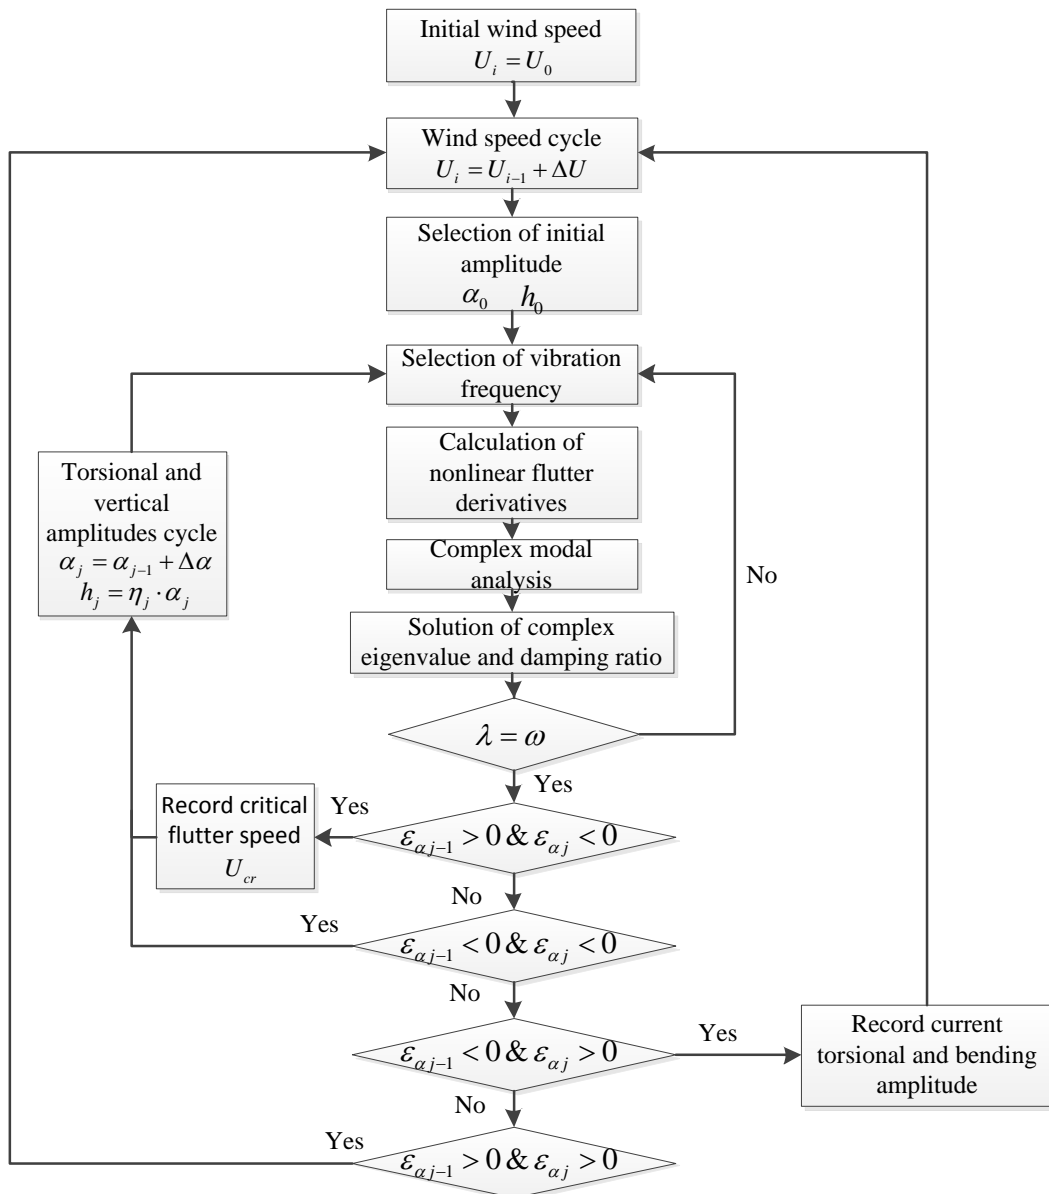 Initial wind speed
U_i = U_0
Wind speed cycle
U_i = U_{i-1} + ΔU
Selection of initial
amplitude
α_0 h_0
Selection of vibration
frequency
Calculation of
nonlinear flutter
derivatives
Torsional and
vertical
amplitudes cycle
α_j = α_{j-1} + Δα
h_j = η_j · α_j
Complex modal
analysis
No
Solution of complex
eigenvalue and damping ratio
λ = ω
Yes
Record critical
flutter speed
U_{cr}
Yes
ε_{αj-1} > 0 & ε_{αj} < 0
No
Yes
ε_{αj-1} < 0 & ε_{αj} < 0
No
ε_{αj-1} < 0 & ε_{αj} > 0
Yes
Record current
torsional and bending
amplitude
No
Yes
ε_{αj-1} > 0 & ε_{αj} > 0